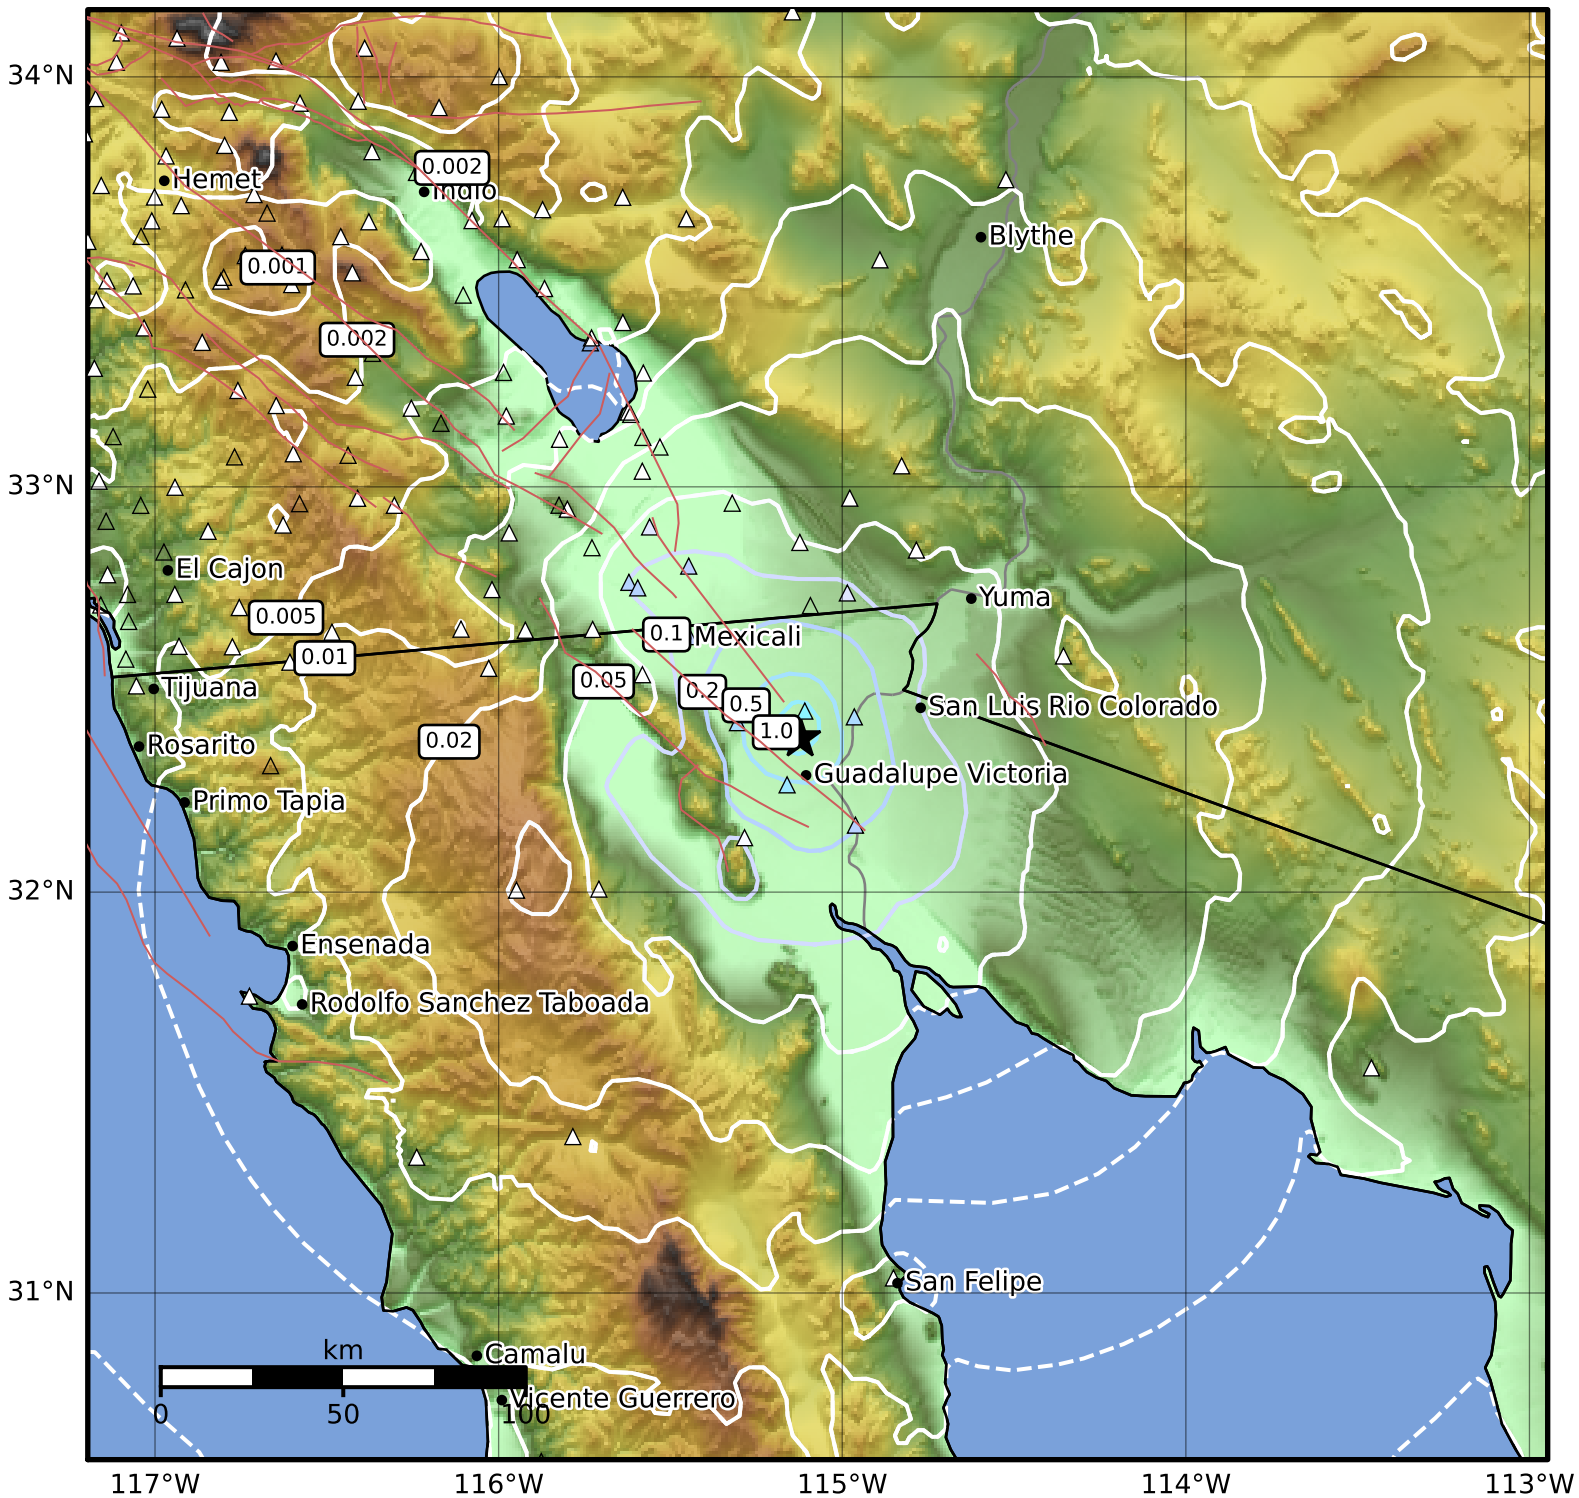 34°N
0.002
Hemet
Indio
Blythe
0.001
0.002
33°N
El Cajon
Yuma
0.005
0.1
Mexicali
0.01
0.05
Tijuana
0.2
0.5
San Luis Rio Colorado
1.0
0.02
Rosarito
Guadalupe Victoria
Primo Tapia
32°N
Ensenada
Rodolfo Sanchez Taboada
31°N
San Felipe
km
Camalu
Vicente Guerrero
0
50
100
117°W
116°W
115°W
114°W
113°W